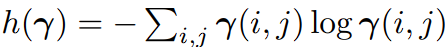 h(γ) = − ∑_{i,j} γ(i, j) log γ(i, j)